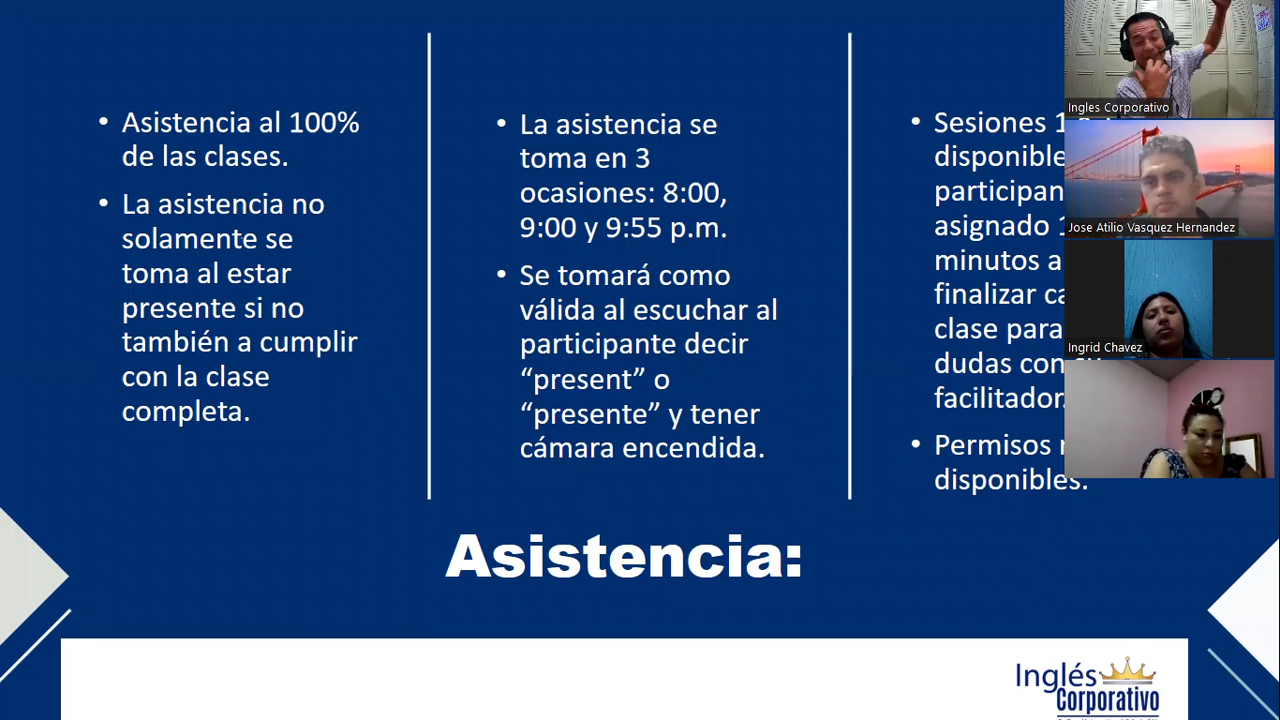 • Asistencia al 100%
de las clases.
• La asistencia no
solamente se
toma al estar
presente si no
también a cumplir
con la clase
completa.
• La asistencia se
toma en 3
ocasiones: 8:00,
9:00 y 9:55 p.m.
• Se tomará como
válida al escuchar al
participante decir
“present” o
“presente” y tener
cámara encendida.
• Sesiones
disponible
participan
asignado
minutos a
finalizar
clase para
dudas con
facilitador.
• Permisos
disponibles.
Asistencia:
Ingles Corporativo
Jose Atilio Vasquez Hernandez
Ingrid Chavez
Inglés
Corporativo